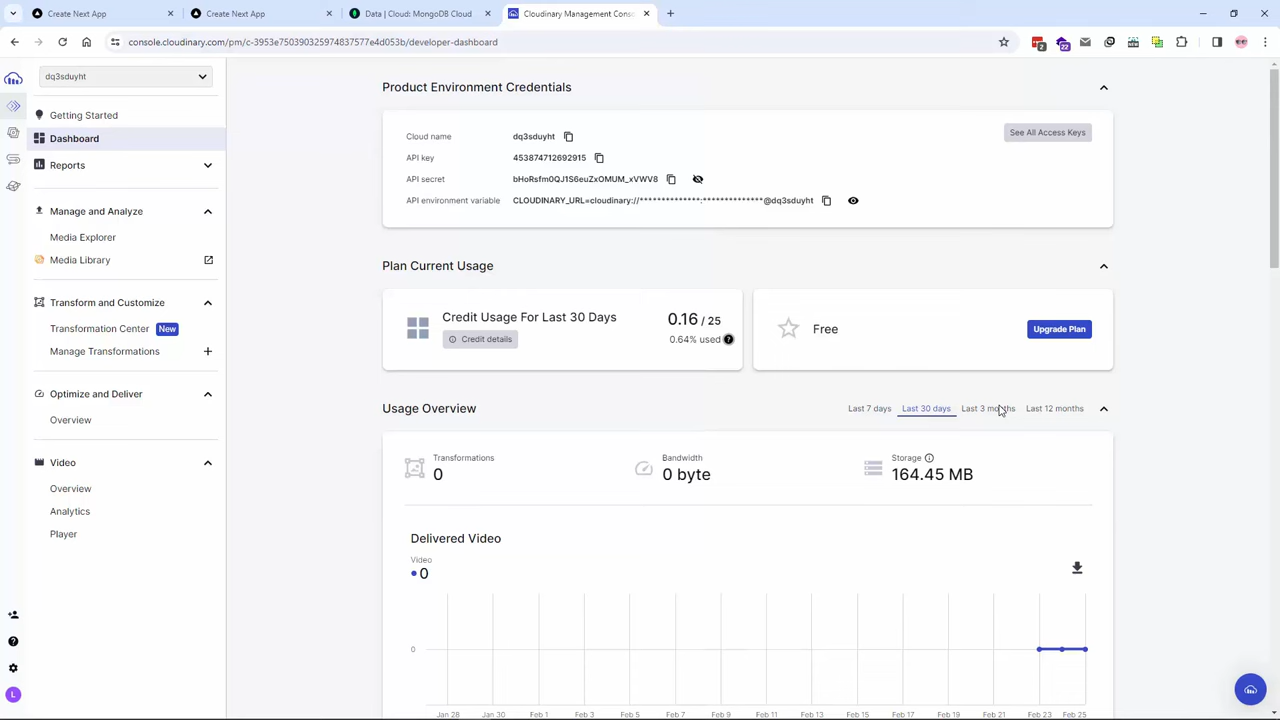 Create Next App
Create Next App
Data | Cloud: MongoDB Cloud
Cloudinary Management Conso
console.cloudinary.com/pm/c-3953e750390325974837577e4d053b/developer-dashboard
2
22
dq3sduyht
Getting Started
Dashboard
Reports
Manage and Analyze
Media Explorer
Media Library
Transform and Customize
Transformation Center New
Manage Transformations
Optimize and Deliver
Overview
Video
Overview
Analytics
Player
L
Product Environment Credentials
Cloud name dq3sduyht
See All Access Keys
API key 453874712692915
API secret bHoRsfm0QJ1S6euZxOMUM_xVWV8
API environment variable CLOUDINARY_URL=cloudinary://**************:**************@dq3sduyht
Plan Current Usage
Credit Usage For Last 30 Days
Credit details
0.16 / 25
0.64% used
Free
Upgrade Plan
Usage Overview
Last 7 days Last 30 days Last 3 months Last 12 months
Transformations
0
Bandwidth
0 byte
Storage
164.45 MB
Delivered Video
Video
0
0
Jan 28 Jan 30 Feb 1 Feb 3 Feb 5 Feb 7 Feb 9 Feb 11 Feb 13 Feb 15 Feb 17 Feb 19 Feb 21 Feb 23 Feb 25